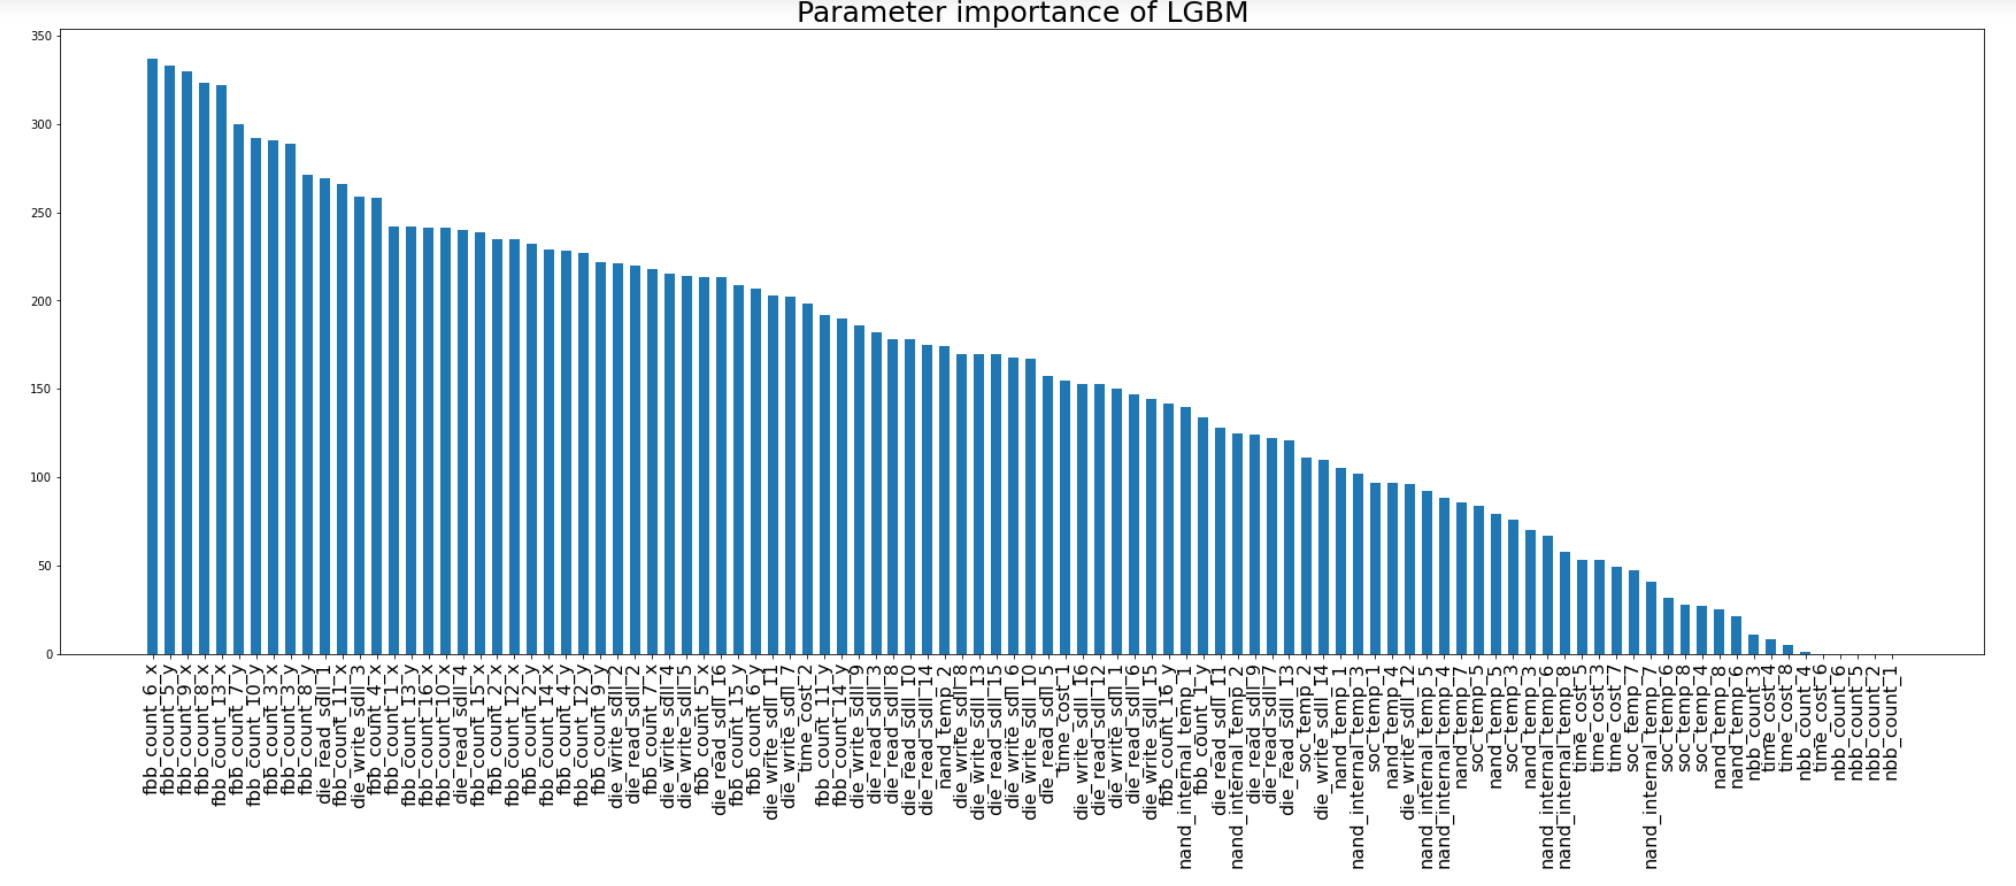 Parameter importance of LGBM
350
300
250
200
150
100
50
0
fbb_count_6_x
fbb_count_5_y
fbb_count_9_x
fbb_count_8_x
fbb_count_13_x
fbb_count_7_y
fbb_count_10_y
fbb_count_3_x
fbb_count_3_y
fbb_count_8_y
die_read_sdll_1
fbb_count_11_x
die_write_sdll_3
fbb_count_4_x
fbb_count_1_x
fbb_count_13_y
fbb_count_16_x
fbb_count_10_x
die_read_sdll_4
fbb_count_15_x
fbb_count_2_x
fbb_count_12_x
fbb_count_2_y
fbb_count_14_x
fbb_count_4_y
fbb_count_12_y
fbb_count_9_y
die_write_sdll_2
die_read_sdll_2
fbb_count_7_x
die_write_sdll_4
die_write_sdll_5
fbb_count_5_x
die_read_sdll_16
fbb_count_15_y
fbb_count_6_y
die_write_sdll_11
die_write_sdll_7
time_cost_2
fbb_count_11_y
fbb_count_14_y
die_write_sdll_9
die_read_sdll_3
die_read_sdll_8
die_read_sdll_10
die_read_sdll_14
nand_temp_2
die_write_sdll_8
die_write_sdll_13
die_read_sdll_15
die_write_sdll_6
die_write_sdll_10
die_read_sdll_5
time_cost_1
die_write_sdll_16
die_read_sdll_12
die_write_sdll_1
die_read_sdll_6
die_write_sdll_15
fbb_count_16_y
nand_internal_temp_1
fbb_count_1_y
die_read_sdll_11
nand_internal_temp_2
die_read_sdll_9
die_read_sdll_7
die_read_sdll_13
soc_temp_2
die_write_sdll_14
nand_temp_1
nand_internal_temp_3
soc_temp_1
nand_temp_4
die_write_sdll_12
nand_internal_temp_5
nand_internal_temp_4
nand_temp_7
soc_temp_5
nand_temp_5
soc_temp_3
nand_temp_3
nand_internal_temp_6
nand_internal_temp_8
time_cost_5
time_cost_3
time_cost_7
soc_temp_7
nand_internal_temp_7
soc_temp_6
soc_temp_8
soc_temp_4
nand_temp_8
nand_temp_6
nbb_count_3
time_cost_4
time_cost_8
nbb_count_4
time_cost_6
nbb_count_6
nbb_count_5
nbb_count_2
nbb_count_1